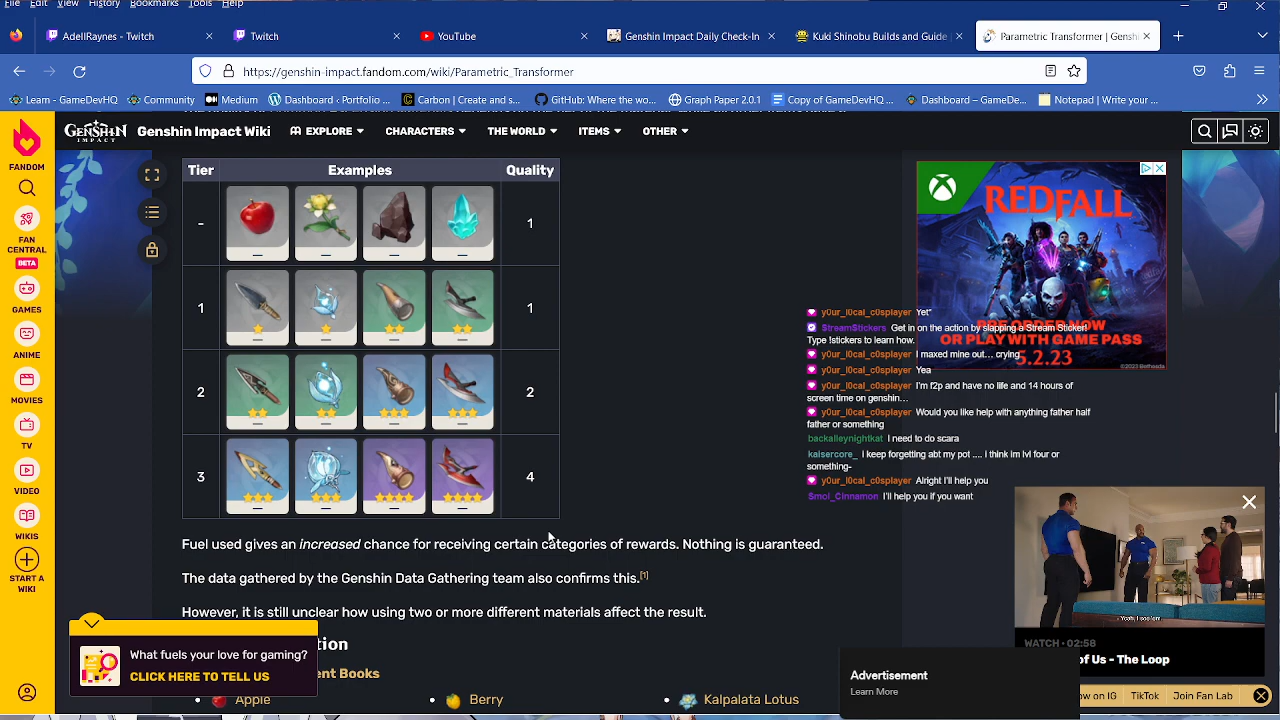 File Edit View
AdelRaynes - Twitch
Twitch
YouTube
Genshin Impact Daily Check-In
Kuki Shinobu Builds and Guide
Parametric Transformer | Genshi
https://genshin-impact.fandom.com/wiki/Parametric_Transformer
Learn - GameDevHQ
Community
Medium
Dashboard - Portfolio ...
Carbon | Create and s...
GitHub: Where the wo...
Graph Paper 2.0.1
Copy of GameDevHQ...
Dashboard – GameDe...
Notepad | Write your ...
FANDOM
GENSHIN IMPACT
Genshin Impact Wiki
EXPLORE
CHARACTERS
THE WORLD
ITEMS
OTHER
FAN CENTRAL
BETA
GAMES
ANIME
MOVIES
TV
VIDEO
WIKIS
START A WIKI
Tier Examples Quality
- 1
1 1
2 2
3 4
Fuel used gives an increased chance for receiving certain categories of rewards. Nothing is guaranteed.
The data gathered by the Genshin Data Gathering team also confirms this.[1]
However, it is still unclear how using two or more different materials affect the result.
tion
ent Books
Apple
Berry
Kalpalata Lotus
What fuels your love for gaming?
CLICK HERE TO TELL US
REDFALL
PRE-ORDER NOW
OR PLAY WITH GAME PASS
5.2.23
©2023 Bethesda
y0ur_l0cal_c0splayer Yet*
StreamStickers Get in on the action by slapping a Stream Sticker!
Type !stickers to learn how.
y0ur_l0cal_c0splayer I maxed mine out… crying
y0ur_l0cal_c0splayer Yea
y0ur_l0cal_c0splayer I'm f2p and have no life and 14 hours of
screen time on genshin…
y0ur_l0cal_c0splayer Would you like help with anything father half
father or something
backalleynightkat I need to do scara
kaisercore_ i keep forgetting abt my pot .... i think im lvl four or
something-
y0ur_l0cal_c0splayer Alright I'll help you
Smol_Cinnamon I'll help you if you want
WATCH • 02:58
of Us - The Loop
Advertisement
Learn More
ow on IG
TikTok
Join Fan Lab